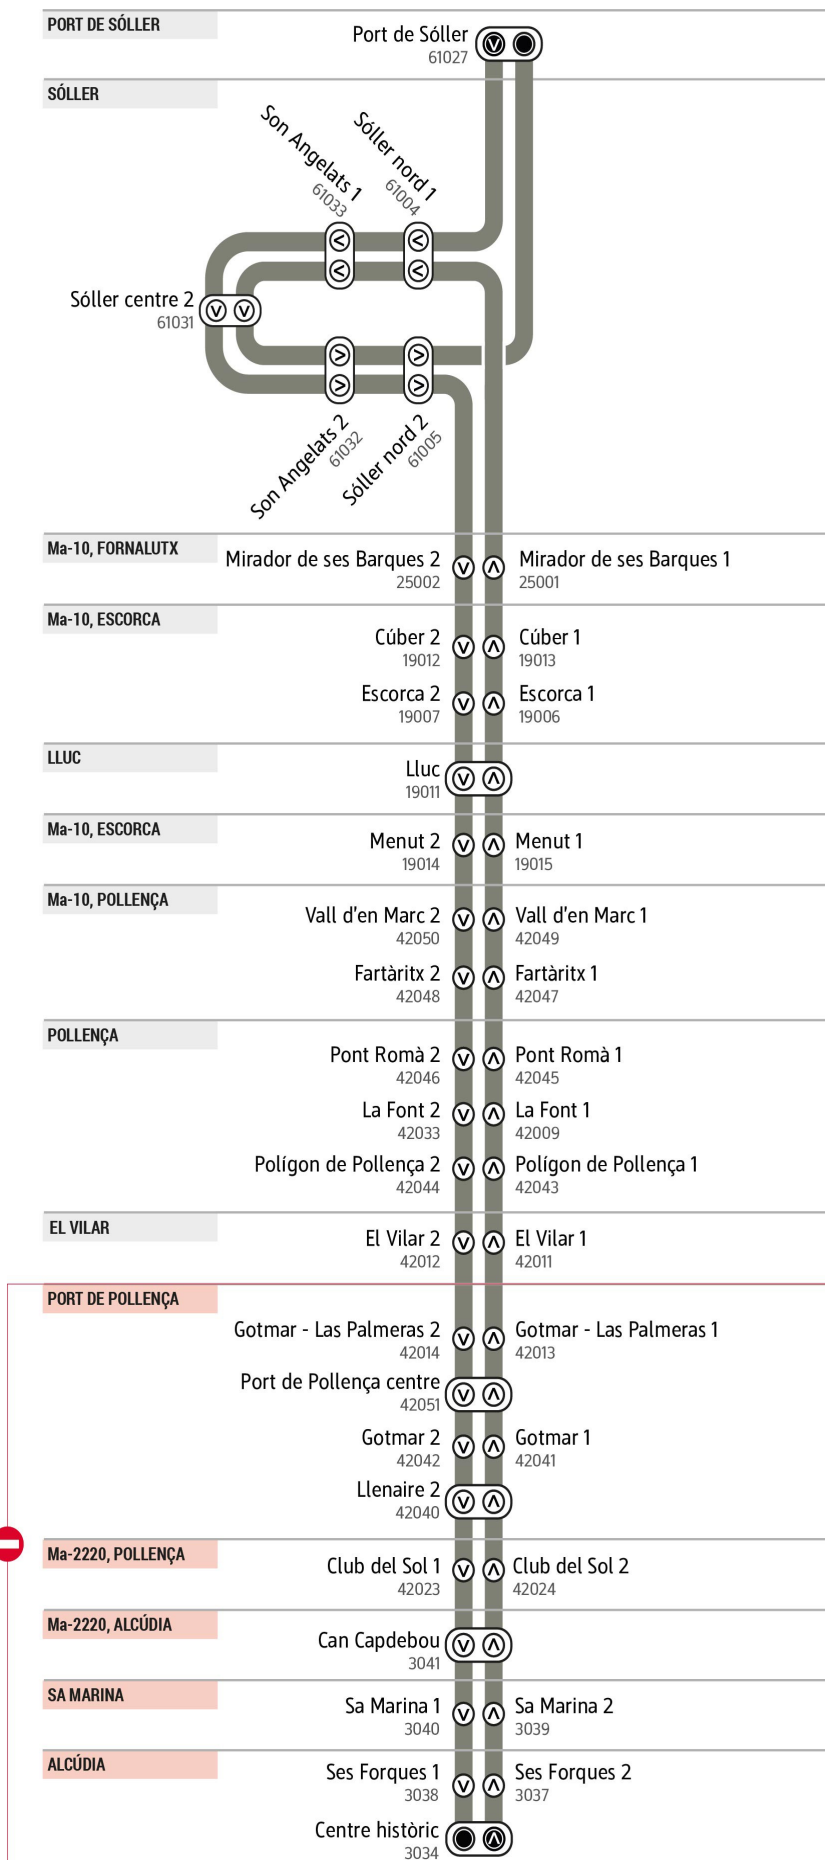 PORT DE SÓLLER
Port de Sóller
61027
SÓLLER
Son Angelats 1
61033
Sóller nord 1
61004
Sóller centre 2
61031
Son Angelats 2
61032
Sóller nord 2
61005
Ma-10, FORNALUTX
Mirador de ses Barques 2
25002
Mirador de ses Barques 1
25001
Ma-10, ESCORCA
Cúber 2
19012
Cúber 1
19013
Escorca 2
19007
Escorca 1
19006
LLUC
Lluc
19011
Ma-10, ESCORCA
Menut 2
19014
Menut 1
19015
Ma-10, POLLENÇA
Vall d'en Marc 2
42050
Vall d'en Marc 1
42049
Fartàritx 2
42048
Fartàritx 1
42047
POLLENÇA
Pont Romà 2
42046
Pont Romà 1
42045
La Font 2
42033
La Font 1
42009
Polígon de Pollença 2
42044
Polígon de Pollença 1
42043
EL VILAR
El Vilar 2
42012
El Vilar 1
42011
PORT DE POLLENÇA
Gotmar - Las Palmeras 2
42014
Gotmar - Las Palmeras 1
42013
Port de Pollença centre
42051
Gotmar 2
42042
Gotmar 1
42041
Llenaire 2
42040
Ma-2220, POLLENÇA
Club del Sol 1
42023
Club del Sol 2
42024
Ma-2220, ALCÚDIA
Can Capdebou
3041
SA MARINA
Sa Marina 1
3040
Sa Marina 2
3039
ALCÚDIA
Ses Forques 1
3038
Ses Forques 2
3037
Centre històric
3034